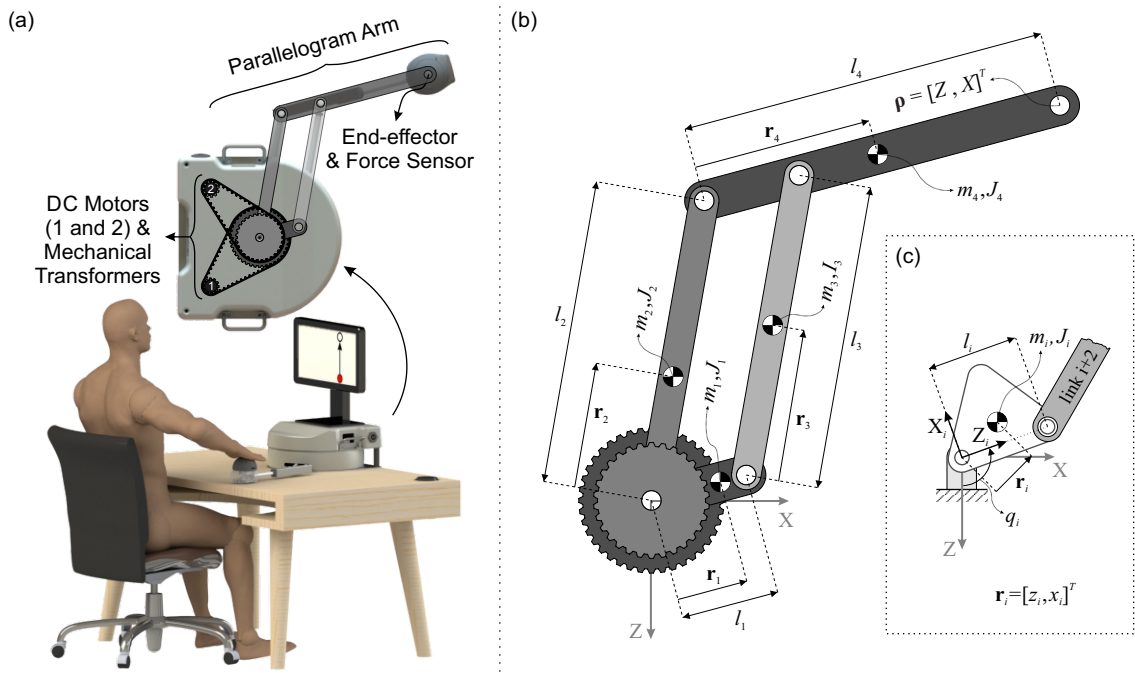 (a)
Parallelogram Arm
End-effector
& Force Sensor
DC Motors
(1 and 2) &
Mechanical
Transformers
2
1
(b)
l₄
ρ = [Z , X]ᵀ
r₄
m₄,J₄
l₂
m₂,J₂
m₃,J₃
l₃
m₁,J₁
r₂
r₃
X
r₁
l₁
Z
(c)
lᵢ
mᵢ,Jᵢ
link i+2
Xᵢ
Zᵢ
X
rᵢ
qᵢ
Z
rᵢ=[zᵢ,xᵢ]ᵀ